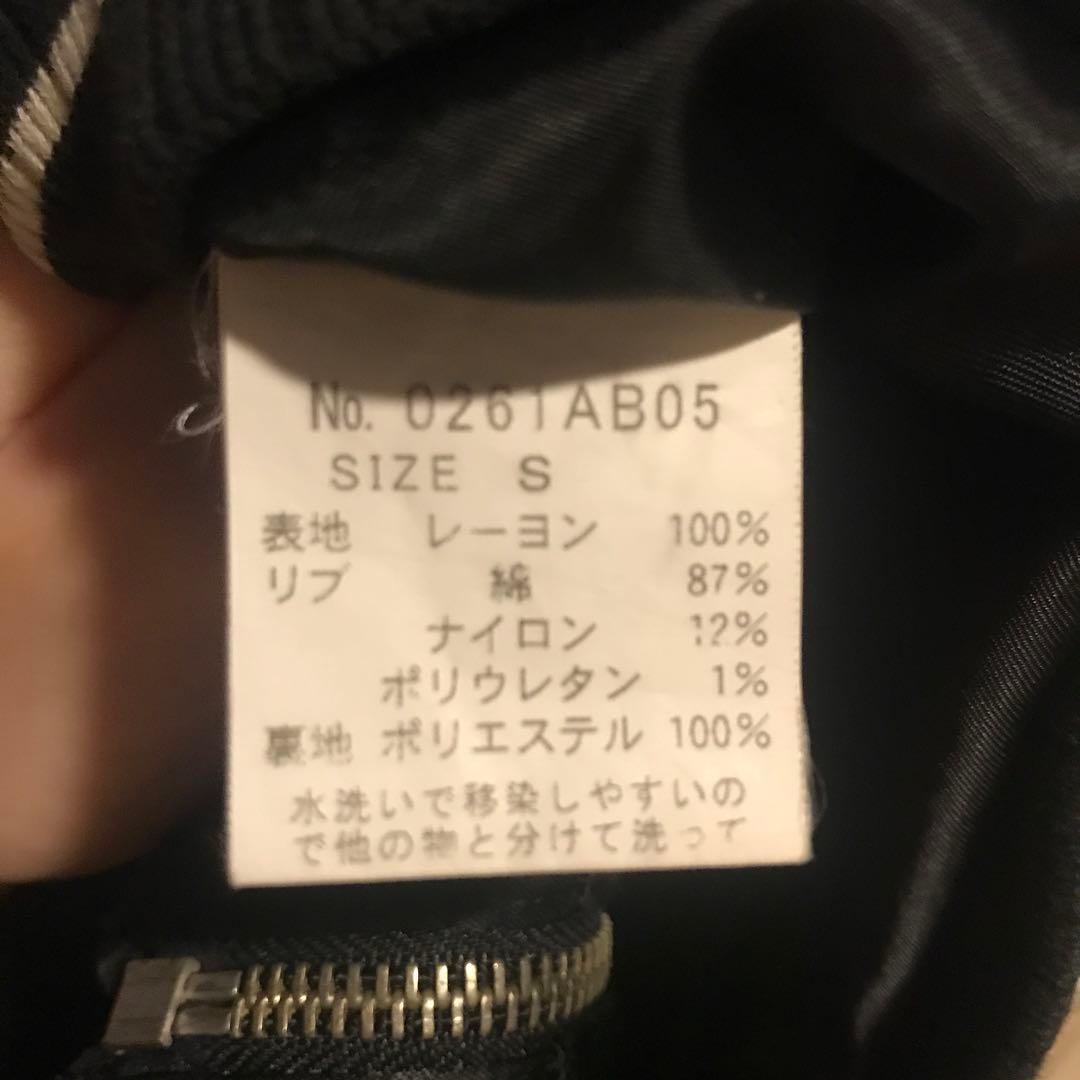 No. 0261AB05
SIZE S
表地 レーヨン 100%
リブ 綿 87%
ナイロン 12%
ポリウレタン 1%
裏地 ポリエステル 100%
水洗いで移染しやすいの
で他の物と分けて洗って